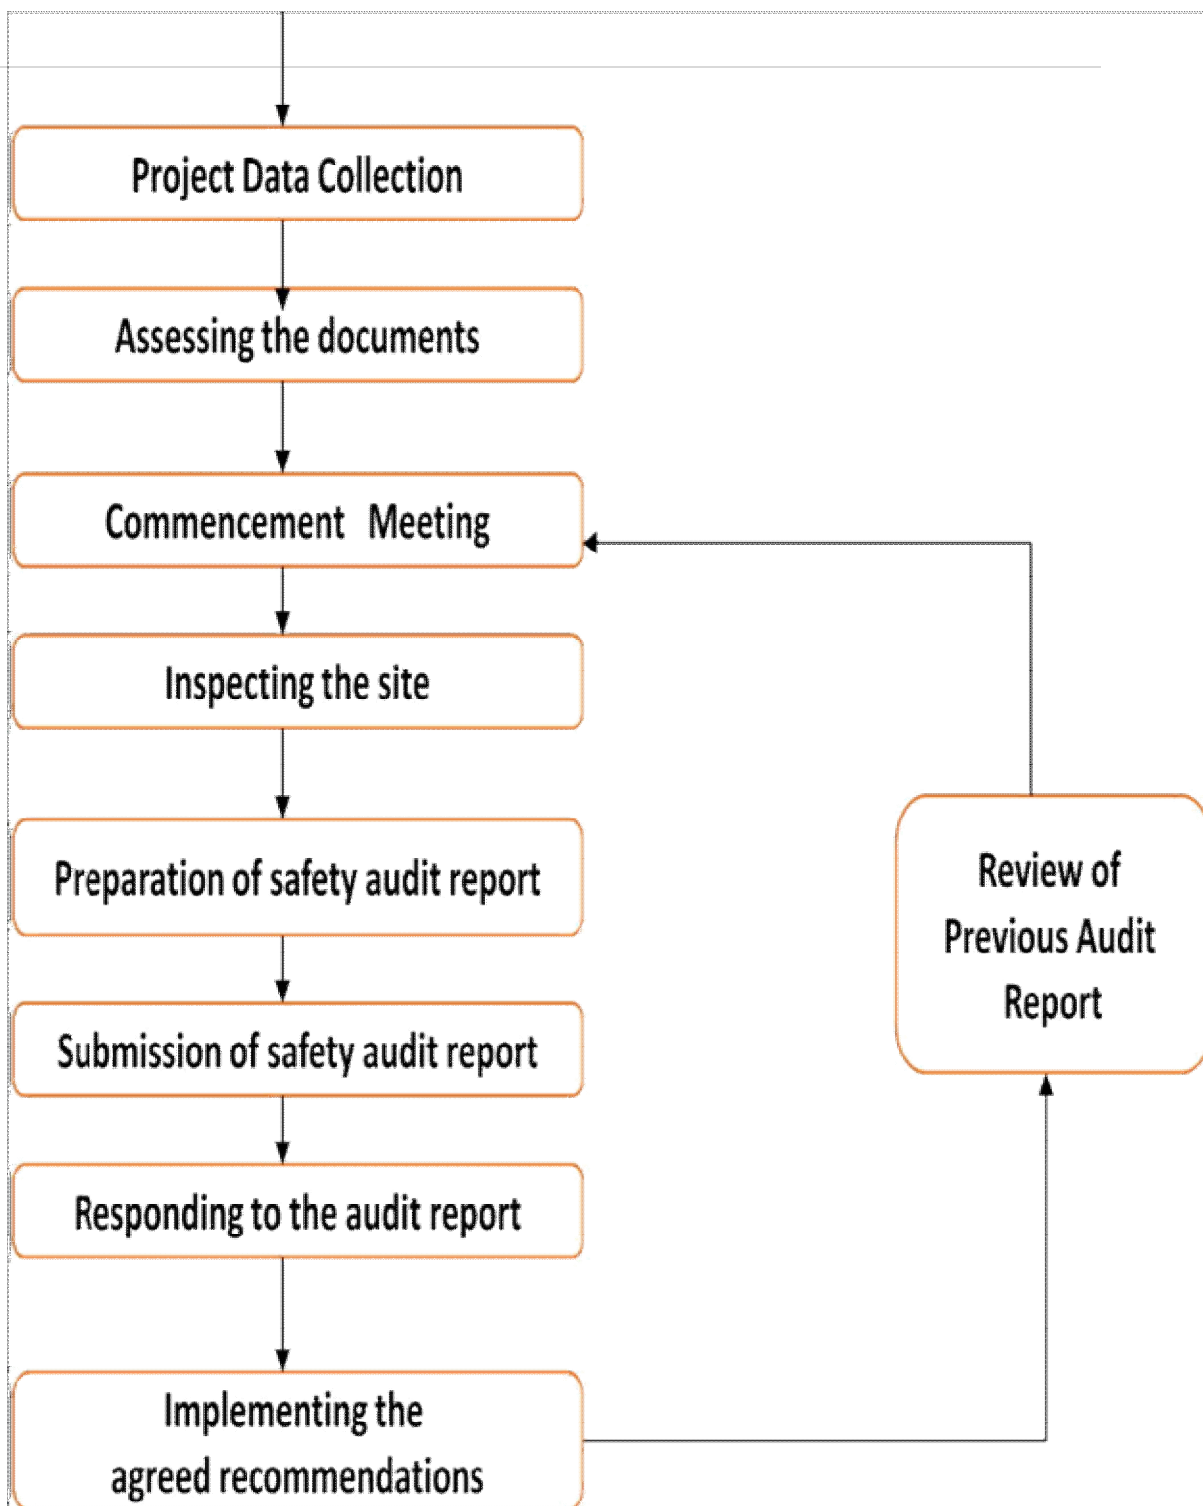 Project Data Collection
Assessing the documents
Commencement Meeting
Inspecting the site
Preparation of safety audit report
Submission of safety audit report
Responding to the audit report
Implementing the
agreed recommendations
Review of
Previous Audit
Report